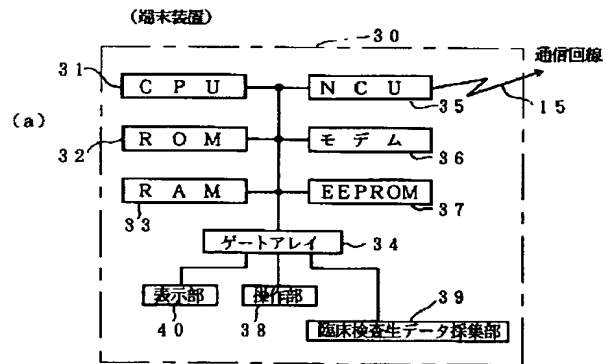 (端末装置)
30
通信回線
31
CPU
NCU
35
15
(a)
ROM
32
モデム
36
RAM
33
EEPROM
37
ゲートアレイ
34
表示部
40
操作部
38
39
臨床検査生データ採集部